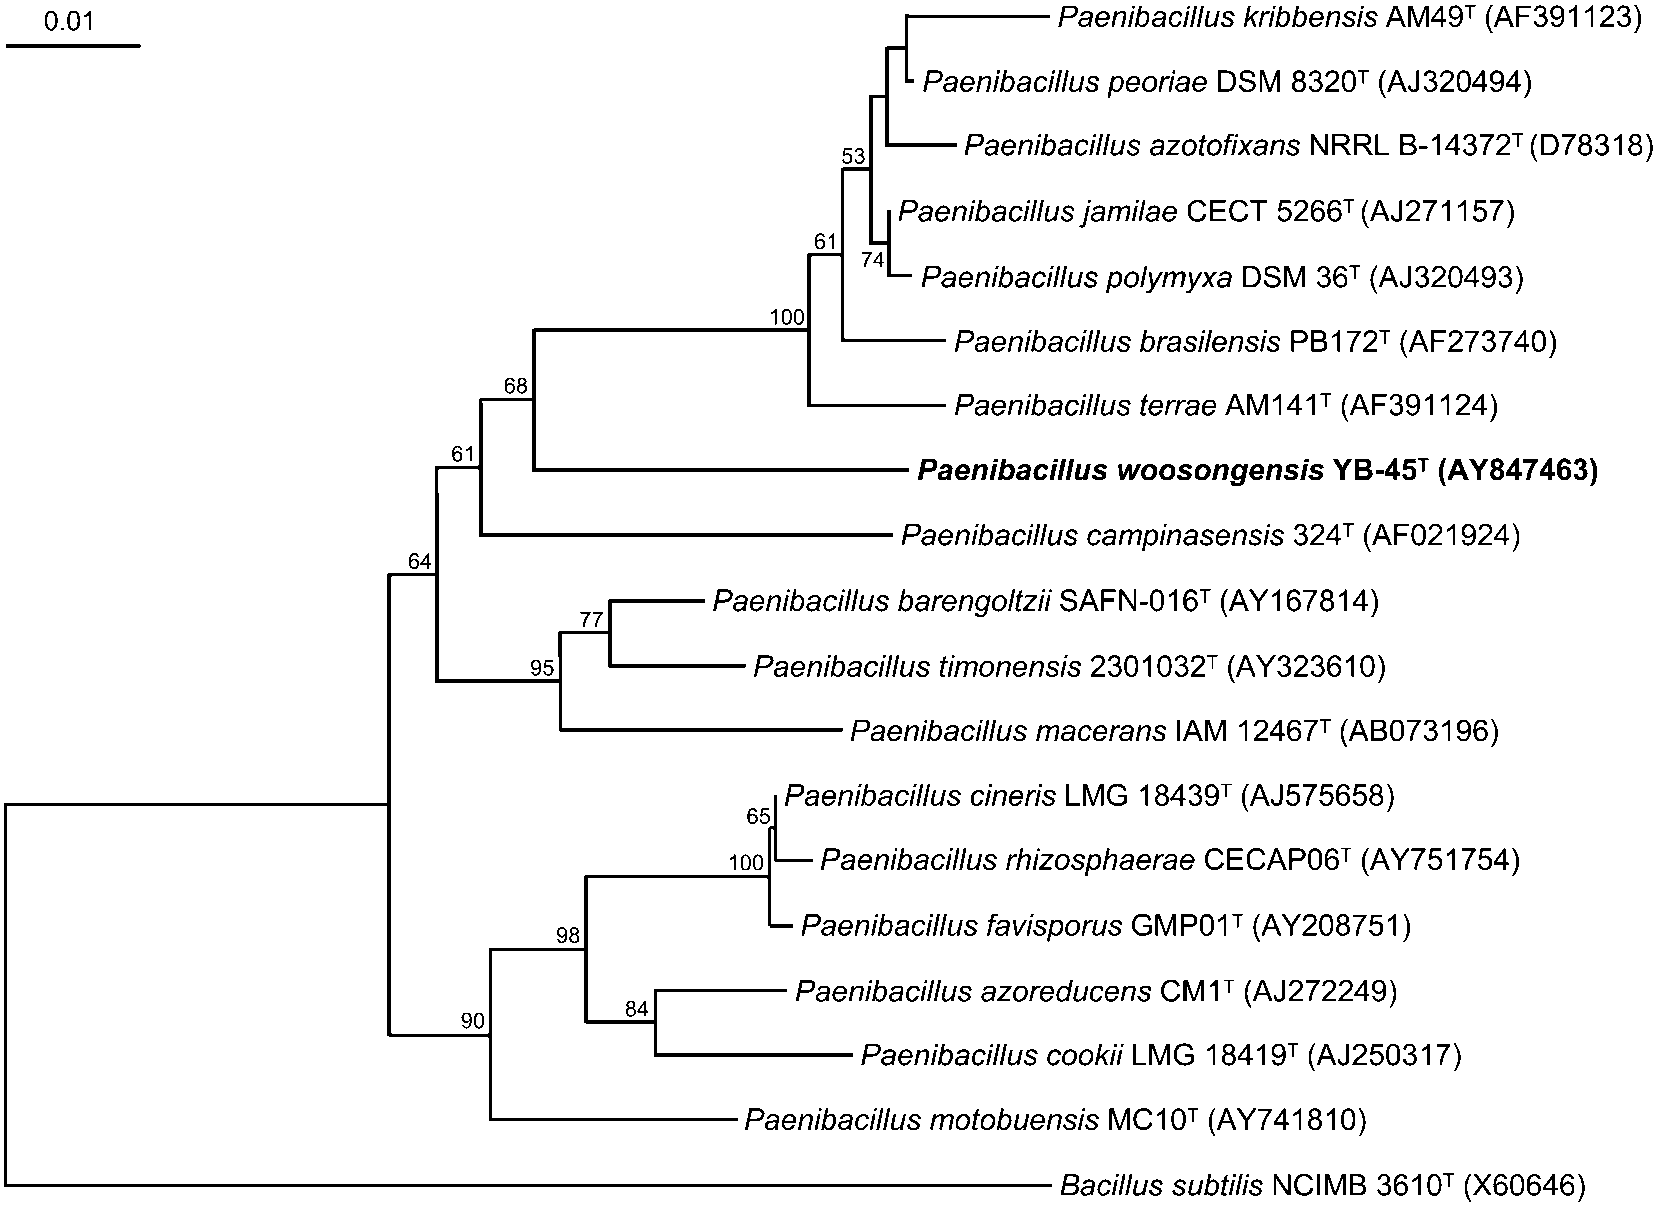 0.01
Paenibacillus kribbensis AM49ᵀ (AF391123)
Paenibacillus peoriae DSM 8320ᵀ (AJ320494)
Paenibacillus azotofixans NRRL B-14372ᵀ (D78318)
53
Paenibacillus jamilae CECT 5266ᵀ (AJ271157)
61
74
Paenibacillus polymyxa DSM 36ᵀ (AJ320493)
100
Paenibacillus brasilensis PB172ᵀ (AF273740)
68
Paenibacillus terrae AM141ᵀ (AF391124)
61
Paenibacillus woosongensis YB-45ᵀ (AY847463)
Paenibacillus campinasensis 324ᵀ (AF021924)
64
Paenibacillus barengoltzii SAFN-016ᵀ (AY167814)
77
95
Paenibacillus timonensis 2301032ᵀ (AY323610)
Paenibacillus macerans IAM 12467ᵀ (AB073196)
Paenibacillus cineris LMG 18439ᵀ (AJ575658)
65
100
Paenibacillus rhizosphaerae CECAP06ᵀ (AY751754)
Paenibacillus favisporus GMP01ᵀ (AY208751)
98
Paenibacillus azoreducens CM1ᵀ (AJ272249)
84
90
Paenibacillus cookii LMG 18419ᵀ (AJ250317)
Paenibacillus motobuensis MC10ᵀ (AY741810)
Bacillus subtilis NCIMB 3610ᵀ (X60646)